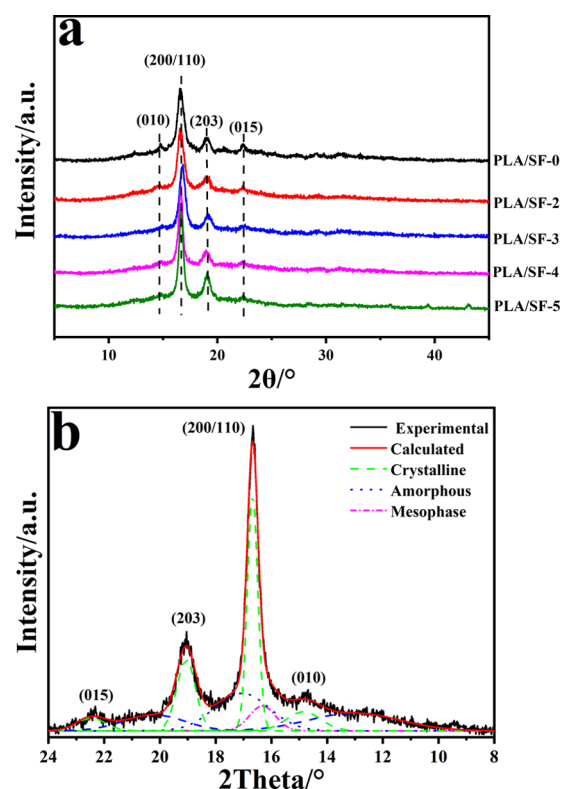 a
(200/110)
(010)
(203)
(015)
PLA/SF-0
PLA/SF-2
PLA/SF-3
PLA/SF-4
PLA/SF-5
Intensity/a.u.
10 20 30 40
2θ/°
b
(200/110)
Experimental
Calculated
Crystalline
Amorphous
Mesophase
(203)
(015)
(010)
Intensity/a.u.
24 22 20 18 16 14 12 10 8
2Theta/°